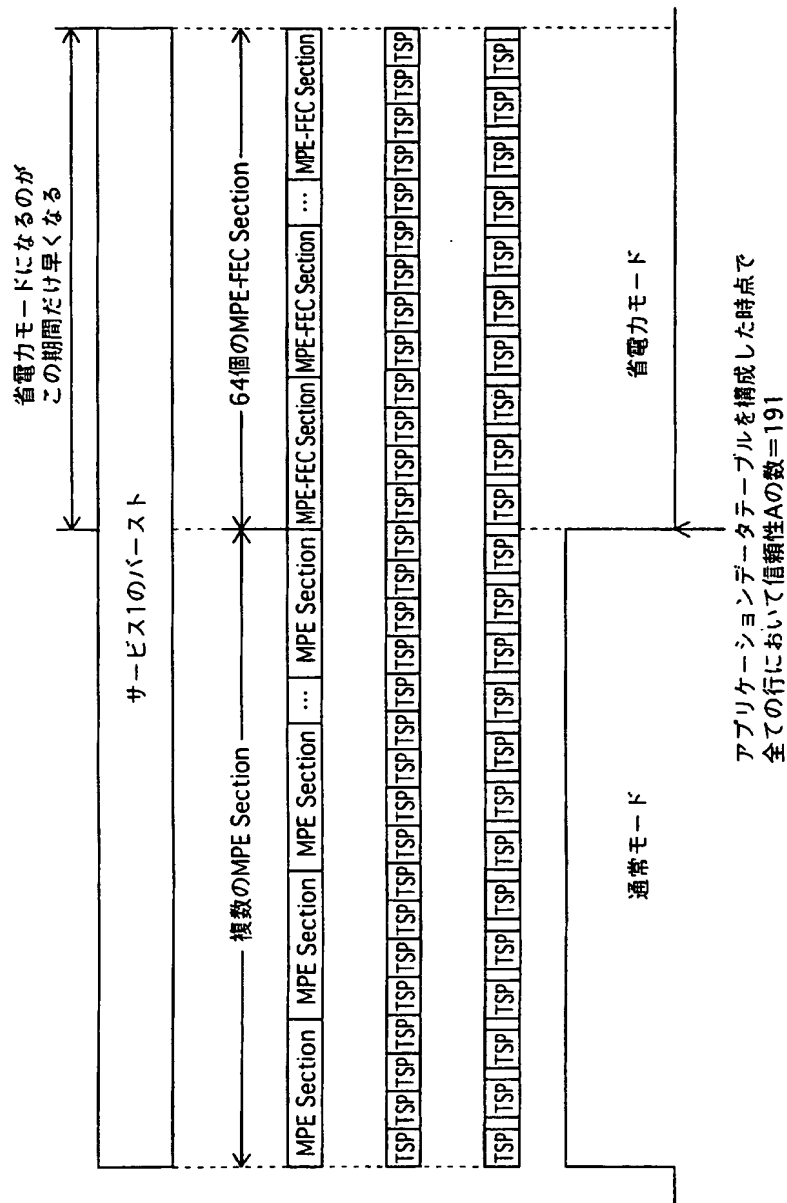 省電力モードになるのが
この期間だけ早くなる
サービス1のバースト
複数のMPE Section
64個のMPE-FEC Section
MPE Section MPE Section MPE Section … MPE Section MPE-FEC Section MPE-FEC Section … MPE-FEC Section
TSP TSP TSP TSP TSP TSP TSP TSP TSP TSP TSP TSP TSP TSP TSP TSP TSP TSP TSP TSP TSP TSP TSP TSP TSP TSP TSP TSP TSP TSP
TSP TSP TSP TSP TSP TSP TSP TSP TSP TSP TSP TSP TSP TSP TSP TSP TSP TSP TSP TSP TSP TSP TSP
通常モード
省電力モード
アプリケーションデータテーブルを構成した時点で
全ての行において信頼性Aの数=191